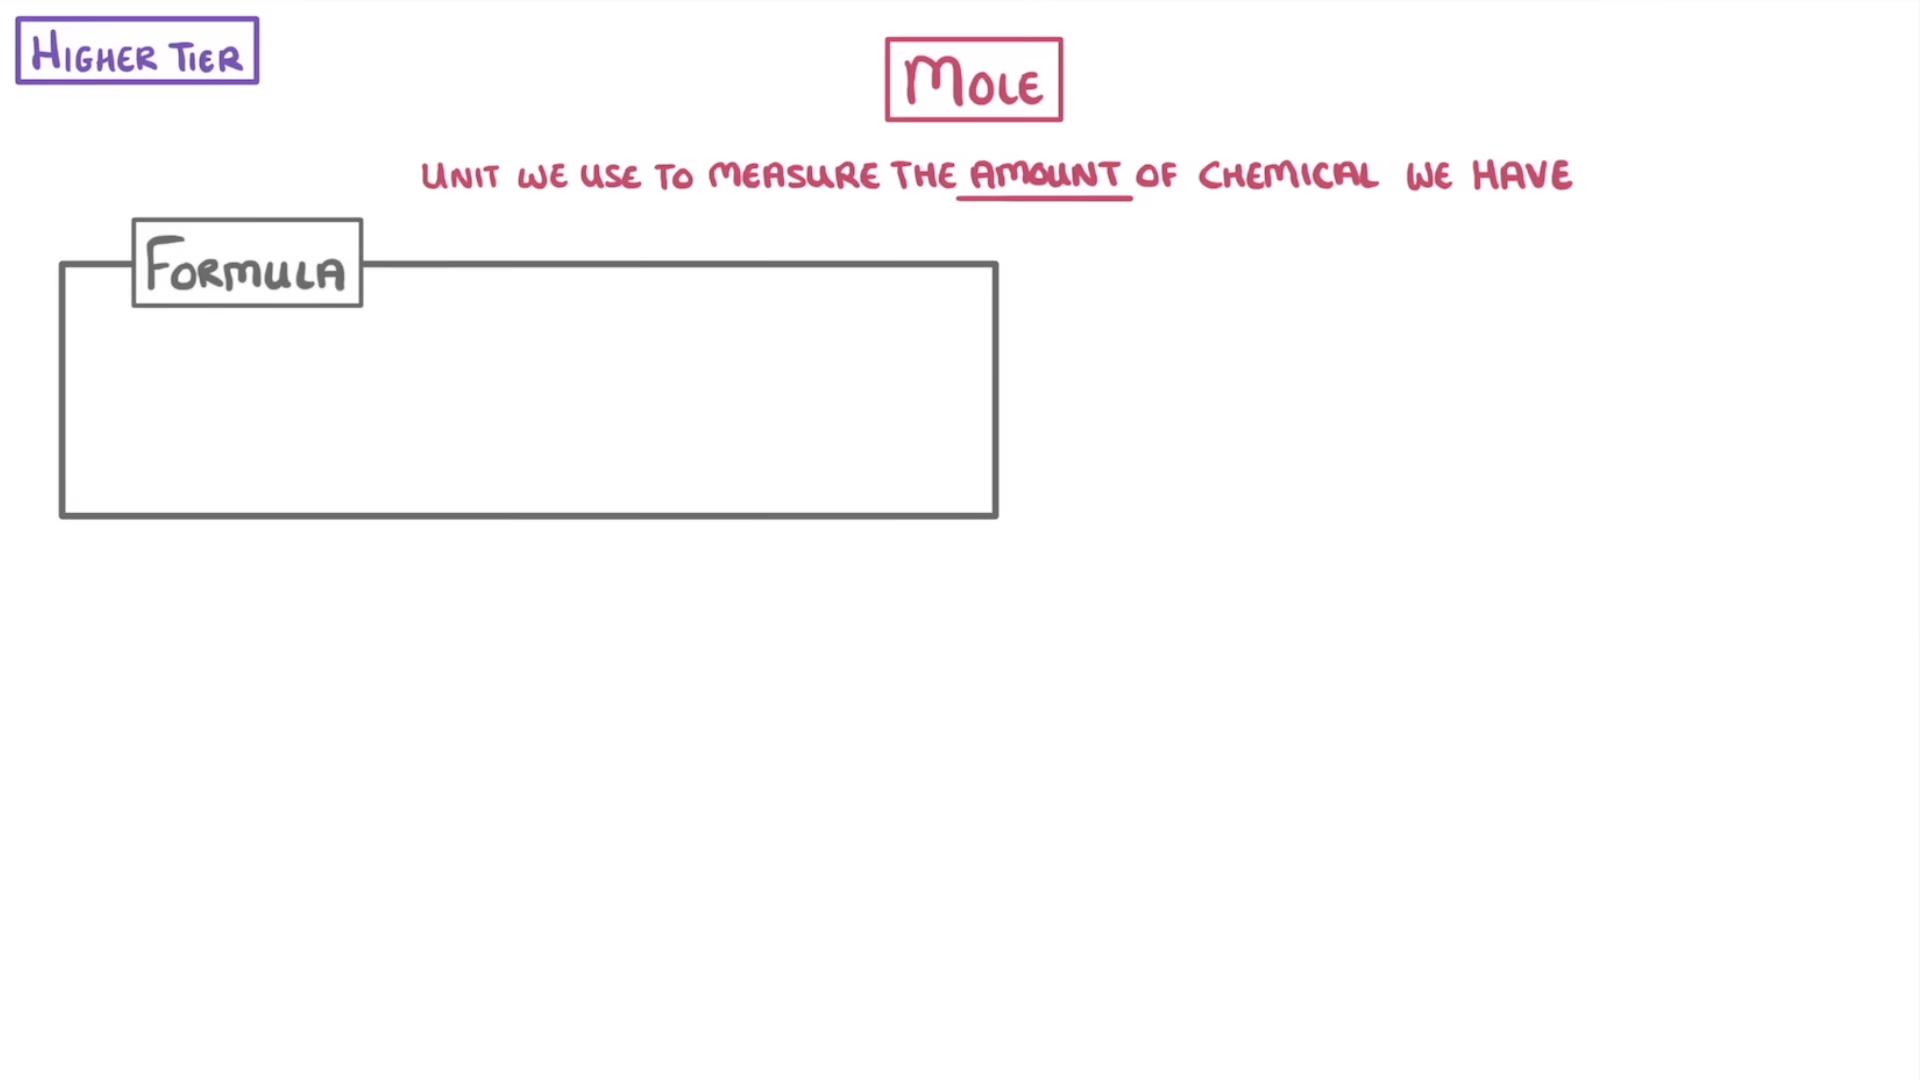 HIGHER TIER
MOLE
UNIT WE USE TO MEASURE THE AMOUNT OF CHEMICAL WE HAVE
FORMULA